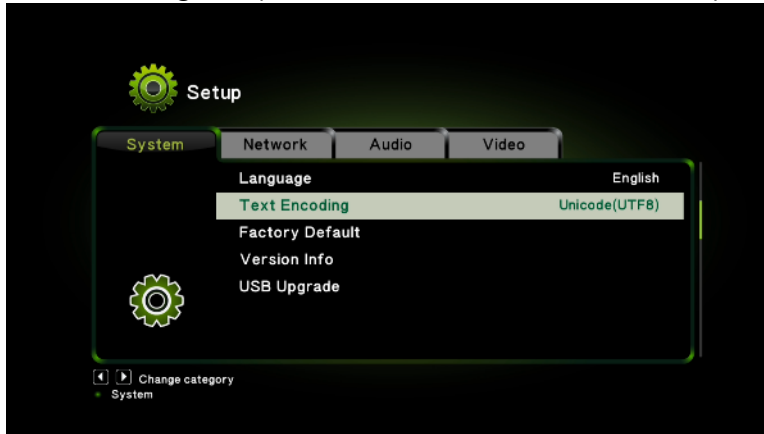 Setup
System Network Audio Video
Language English
Text Encoding Unicode(UTF8)
Factory Default
Version Info
USB Upgrade
Change category
System